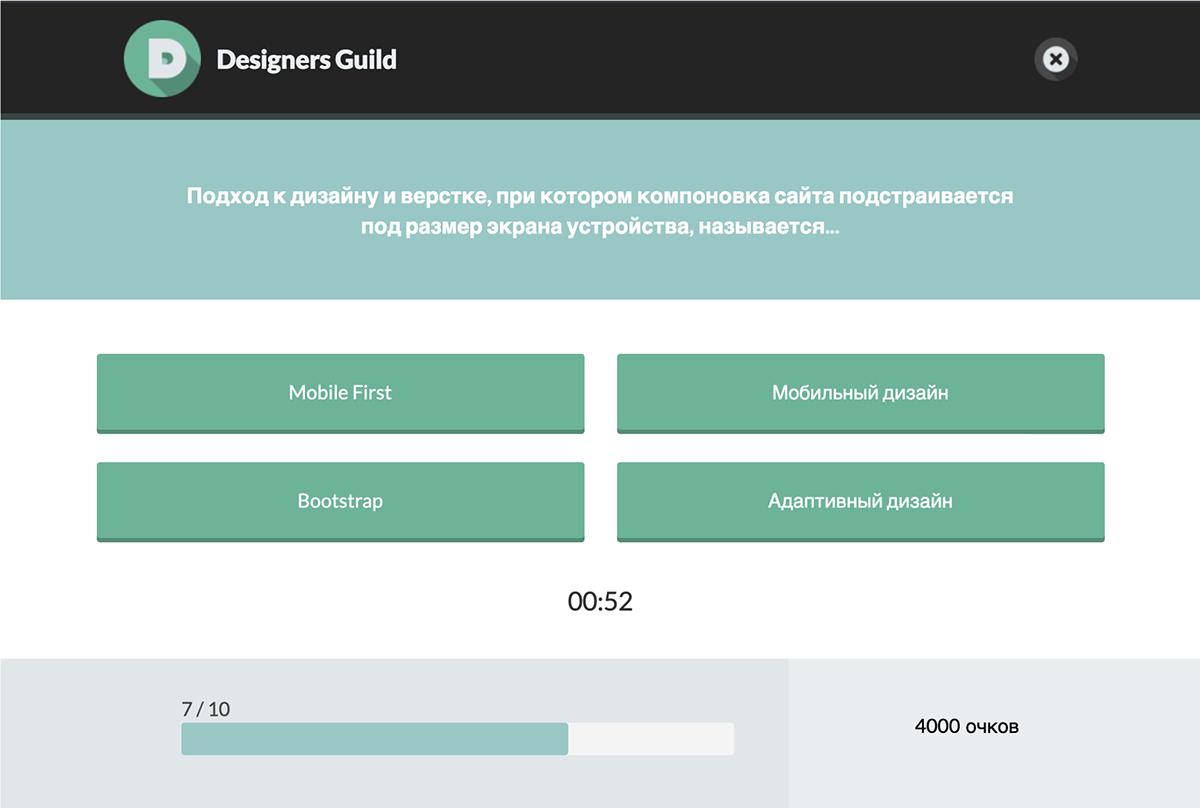 Designers Guild
Подход к дизайну и верстке, при котором компоновка сайта подстраивается
под размер экрана устройства, называется...
Mobile First
Мобильный дизайн
Bootstrap
Адаптивный дизайн
00:52
7 / 10
4000 очков